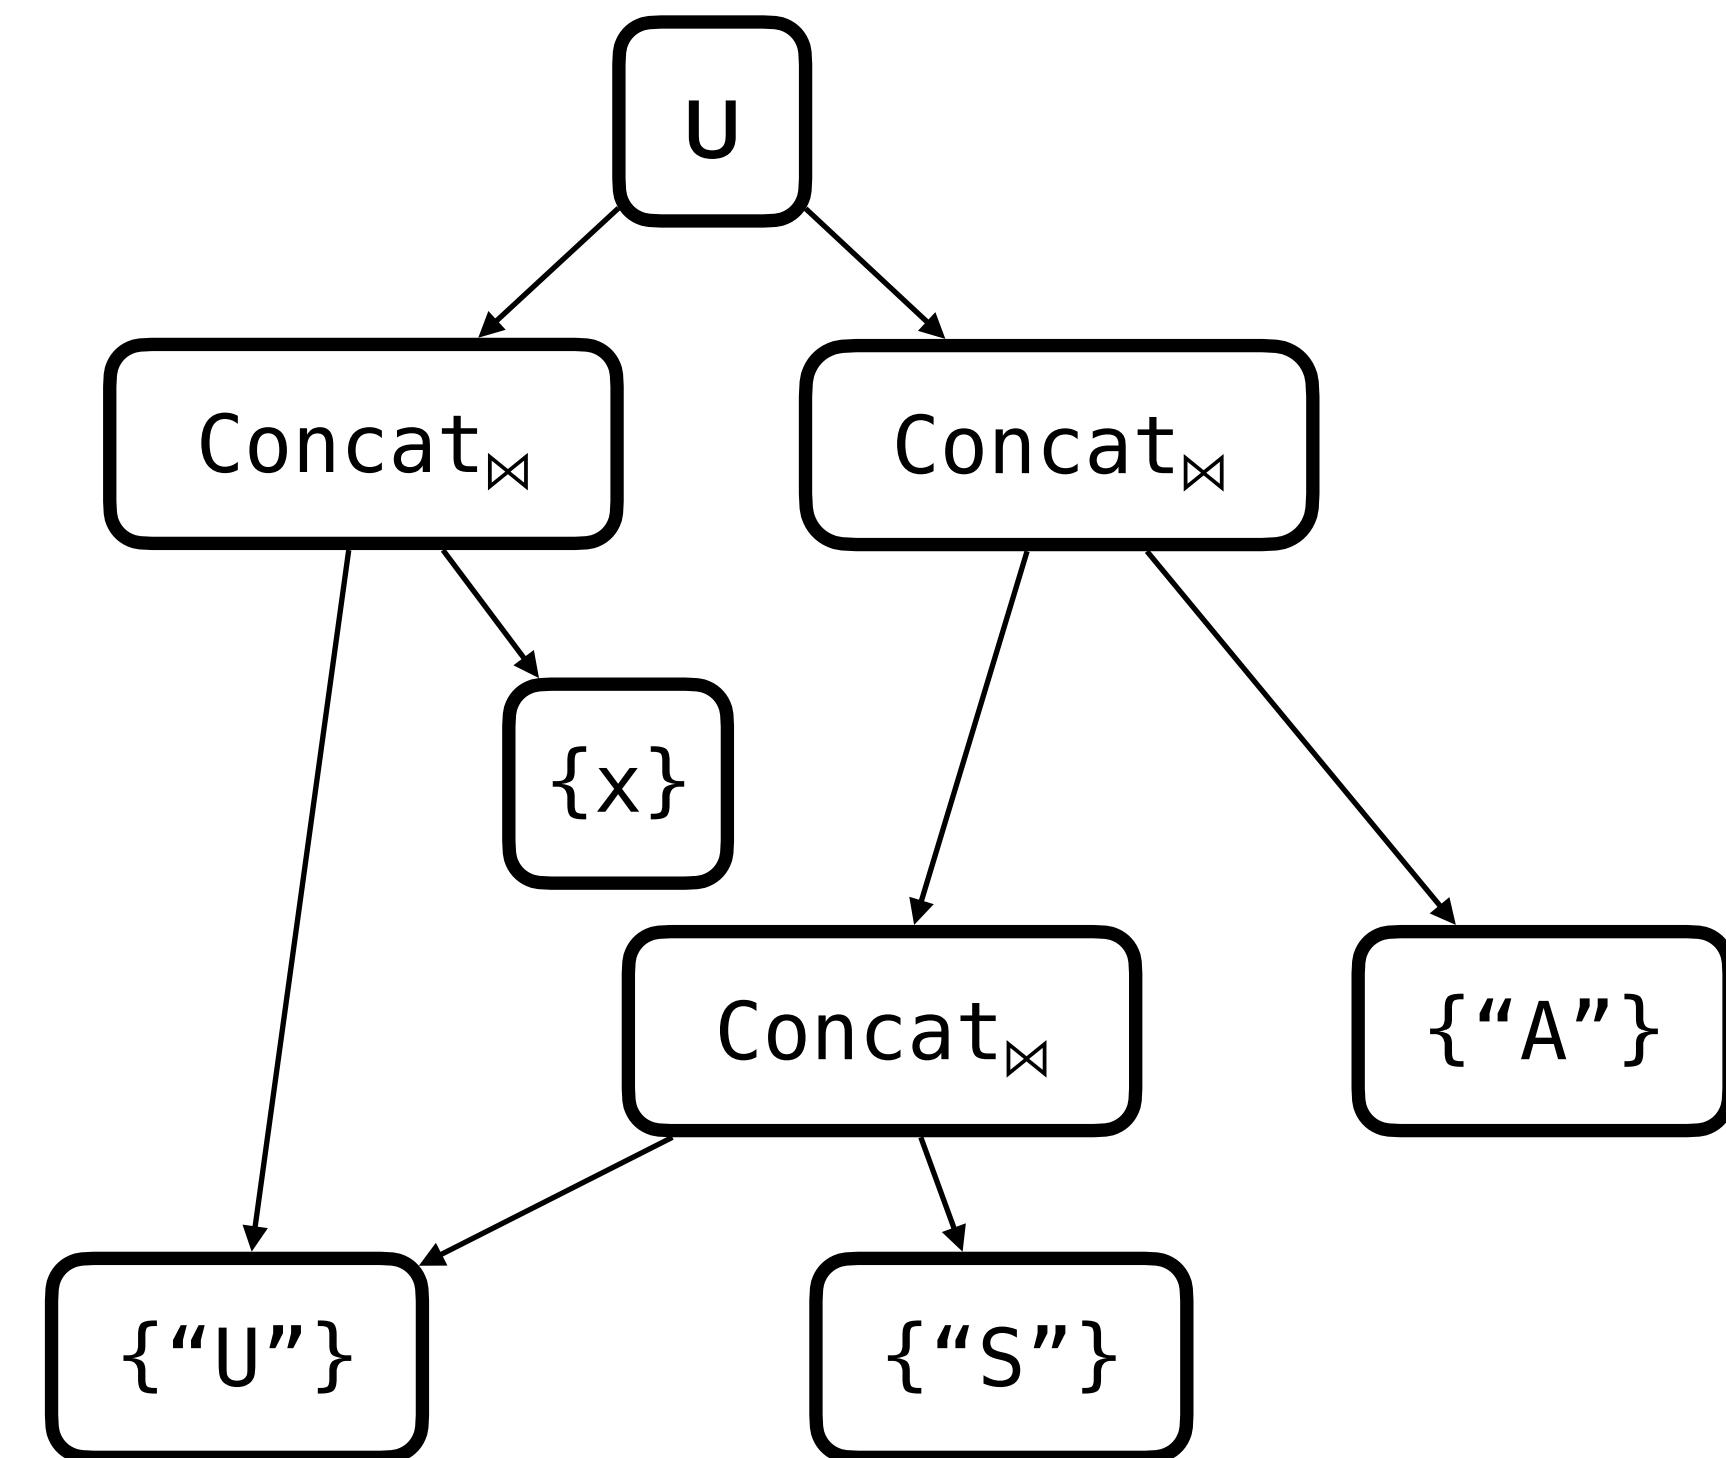 ∪
Concat⋈
Concat⋈
{x}
Concat⋈
{“A”}
{“U”}
{“S”}